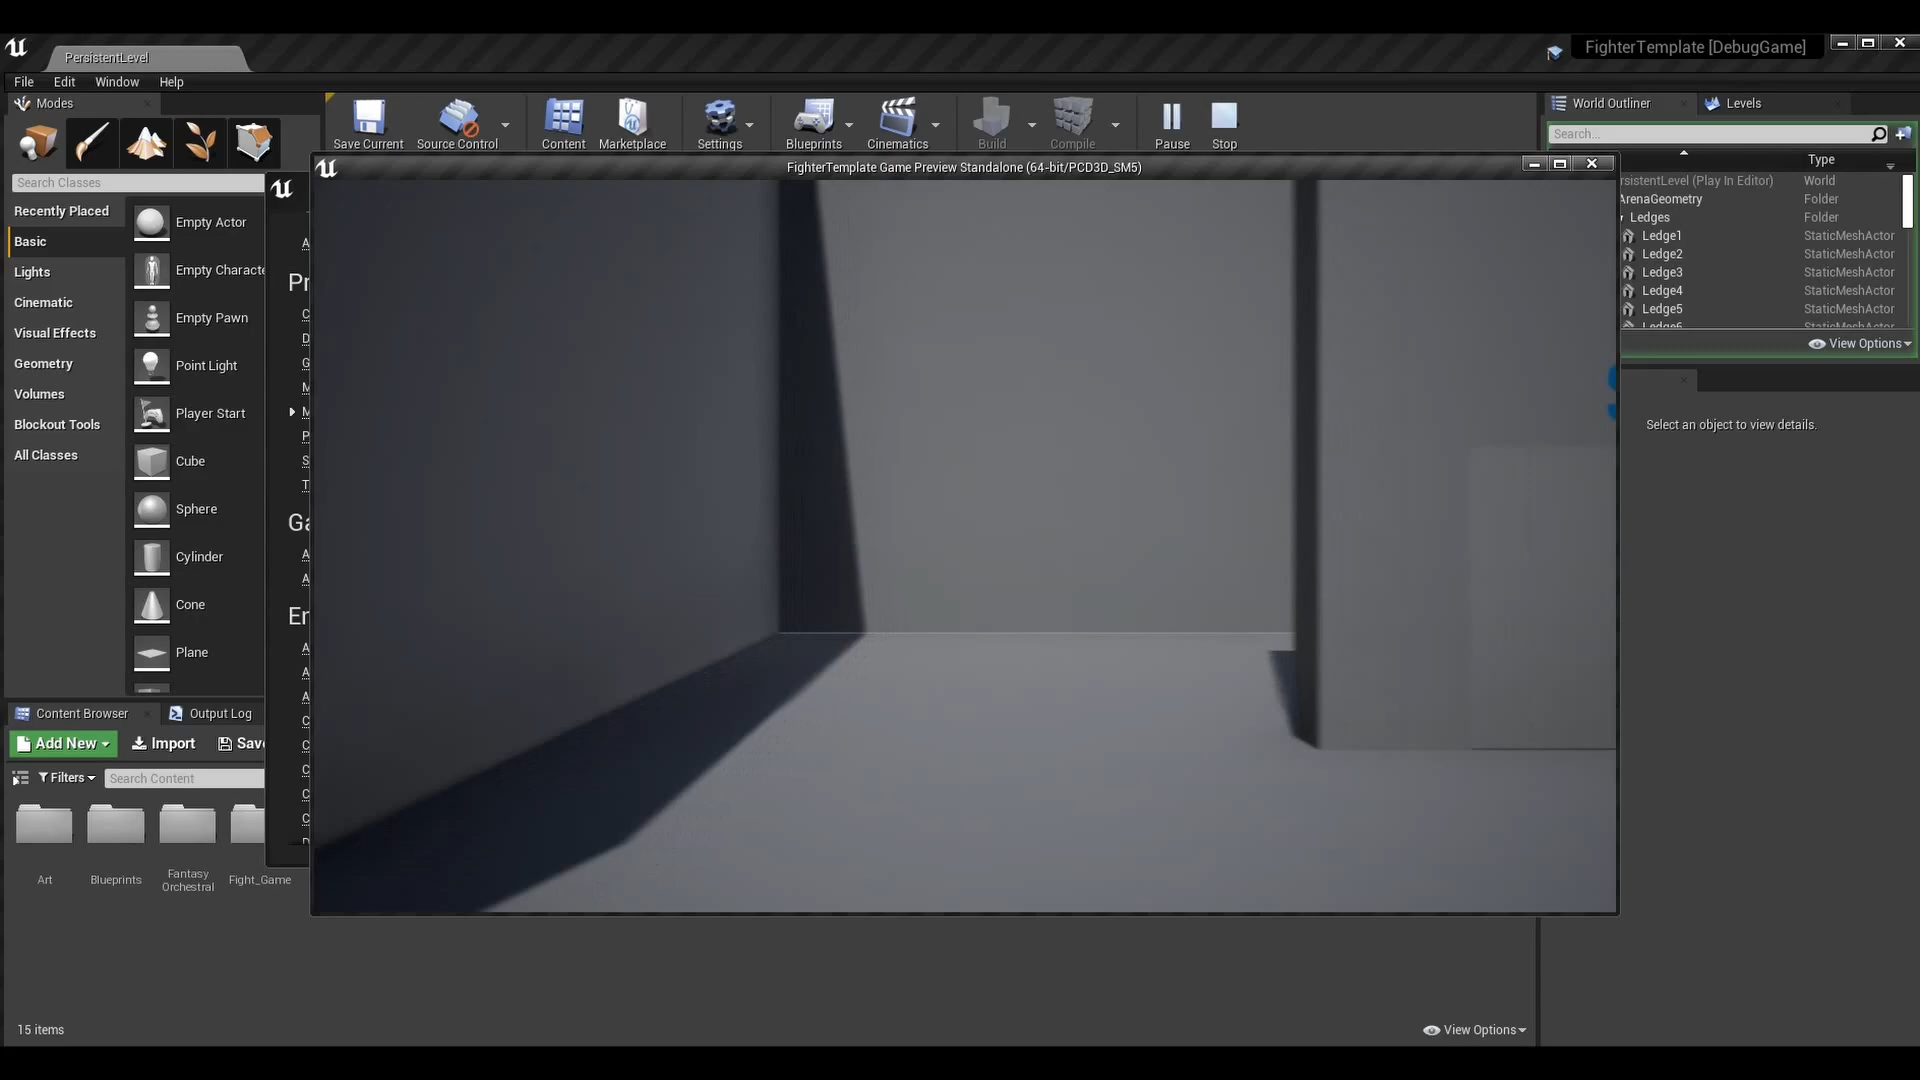 PersistentLevel
FighterTemplate [DebugGame]
File Edit Window Help
Modes
World Outliner
Levels
Save Current
Source Control
Content
Marketplace
Settings
Blueprints
Cinematics
Build
Compile
Pause
Stop
Search...
Type
FighterTemplate Game Preview Standalone (64-bit/PCD3D_SM5)
Search Classes
Recently Placed
Basic
Lights
Cinematic
Visual Effects
Geometry
Volumes
Blockout Tools
All Classes
Empty Actor
Empty Characte
Empty Pawn
Point Light
Player Start
Cube
Sphere
Cylinder
Cone
Plane
A
Pr
C
D
G
M
M
P
S
T
Ga
A
A
En
A
A
A
C
C
C
C
C
rsistentLevel (Play In Editor) World
ArenaGeometry Folder
Ledges Folder
Ledge1 StaticMeshActor
Ledge2 StaticMeshActor
Ledge3 StaticMeshActor
Ledge4 StaticMeshActor
Ledge5 StaticMeshActor
Ledge6 StaticMeshActor
View Options
Select an object to view details.
Content Browser
Output Log
Add New
Import
Save
Filters
Search Content
Art
Blueprints
Fantasy
Orchestral
Fight_Game
15 items
View Options